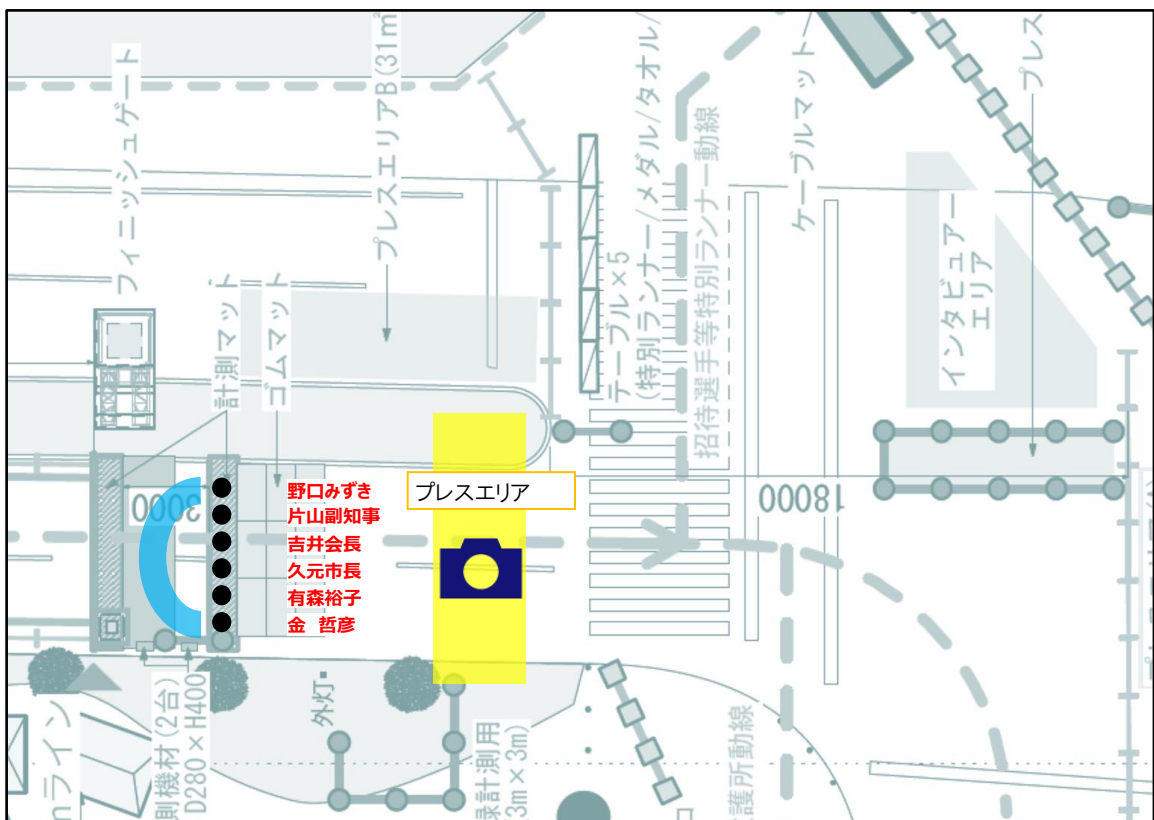 フィニッシュゲート
プレスエリアB(31㎡
計測マット
ゴムマット
テーブル×5
(特別ランナー/メダル/タオル/
招待選手等特別ランナー動線
ケーブルマット
プレス
インタビュアー
エリア
3000
18000
野口みずき
片山副知事
吉井会長
久元市長
有森裕子
金 哲彦
プレスエリア
ライン
則機材(2台)
D280×H400
外灯
计測用
3m×3m)
護所動線